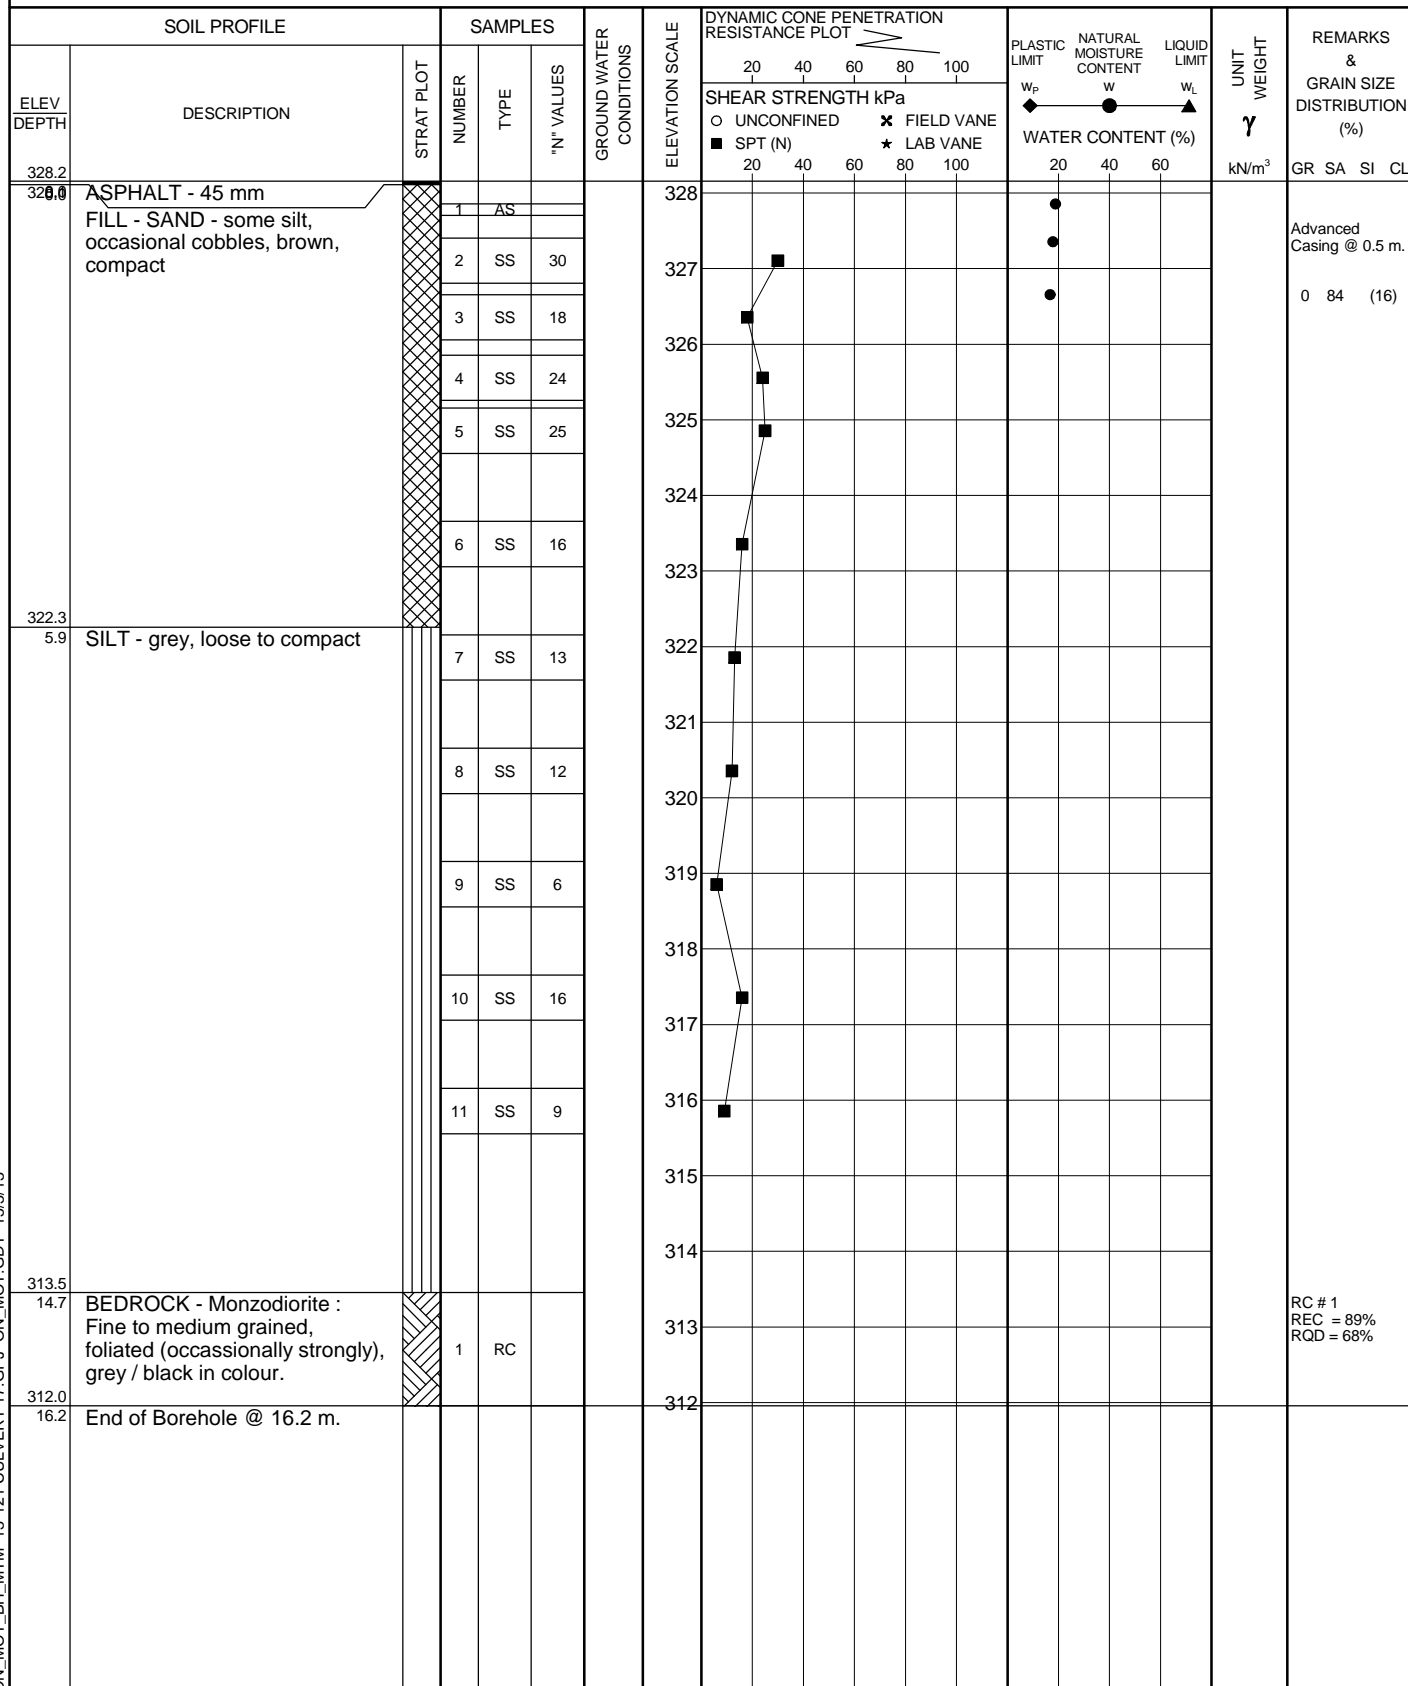 SOIL PROFILE
SAMPLES
GROUND WATER
CONDITIONS
ELEVATION SCALE
DYNAMIC CONE PENETRATION
RESISTANCE PLOT
20 40 60 80 100
SHEAR STRENGTH kPa
UNCONFINED FIELD VANE
SPT (N) LAB VANE
20 40 60 80 100
PLASTIC LIMIT
NATURAL MOISTURE CONTENT
LIQUID LIMIT
WP W WL
WATER CONTENT (%)
20 40 60
UNIT WEIGHT
γ
kN/m³
REMARKS
&
GRAIN SIZE
DISTRIBUTION
(%)
GR SA SI CL
ELEV
DEPTH
DESCRIPTION
STRAT PLOT
NUMBER
TYPE
"N" VALUES
328.2
ASPHALT - 45 mm
FILL - SAND - some silt,
occasional cobbles, brown,
compact
1 AS
2 SS 30
3 SS 18
4 SS 24
5 SS 25
6 SS 16
322.3
5.9
SILT - grey, loose to compact
7 SS 13
8 SS 12
9 SS 6
10 SS 16
11 SS 9
313.5
14.7
BEDROCK - Monzodiorite :
Fine to medium grained,
foliated (occassionally strongly),
grey / black in colour.
1 RC
312.0
16.2
End of Borehole @ 16.2 m.
328
327
326
325
324
323
322
321
320
319
318
317
316
315
314
313
312
Advanced
Casing @ 0.5 m.
0 84 (16)
RC # 1
REC = 89%
RQD = 68%